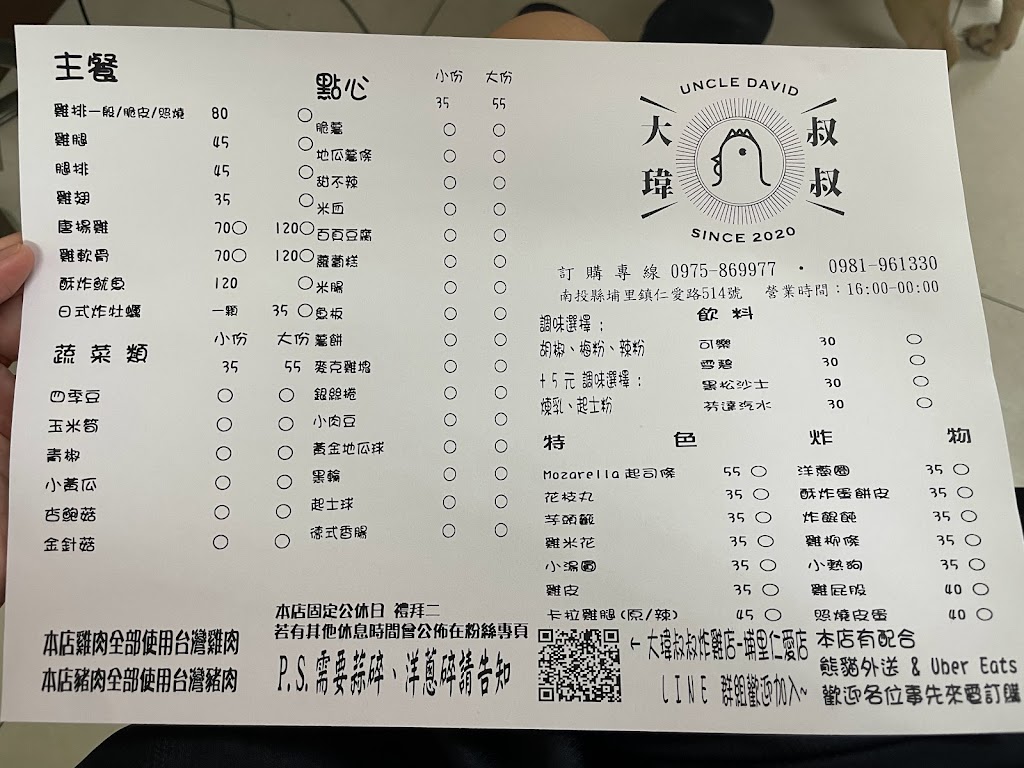 主餐
雞排一般/脆皮/照燒 80 ○
雞腿 45 ○
腿排 45 ○
雞翅 35 ○
唐揚雞 70○ 120○
雞軟骨 70○ 120○
酥炸魷魚 120 ○
日式炸牡蠣 一顆 35 ○
蔬菜類 小份 大份
35 55
四季豆 ○ ○
玉米筍 ○ ○
青椒 ○ ○
小黃瓜 ○ ○
杏鮑菇 ○ ○
金針菇 ○ ○
點心 小份 大份
35 55
脆薯 ○ ○
地瓜薯條 ○ ○
甜不辣 ○ ○
米血 ○ ○
百頁豆腐 ○ ○
蘿蔔糕 ○ ○
米腸 ○ ○
魚板 ○ ○
薯餅 ○ ○
麥克雞塊 ○ ○
銀絲捲 ○ ○
小肉豆 ○ ○
黃金地瓜球 ○ ○
黑輪 ○ ○
起士球 ○ ○
德式香腸 ○ ○
UNCLE DAVID
大瑋叔叔
SINCE 2020
訂購專線 0975-869977 · 0981-961330
南投縣埔里鎮仁愛路514號 營業時間:16:00-00:00
調味選擇:
胡椒、梅粉、辣粉
+5元 調味選擇:
煉乳、起士粉
飲料
可樂 30 ○
雪碧 30 ○
黑松沙士 30 ○
芬達汽水 30 ○
特色炸物
Mozarella起司條 55 ○
花枝丸 35 ○
芋頭籤 35 ○
雞米花 35 ○
小湯圓 35 ○
雞皮 35 ○
卡拉雞腿(原/辣) 45 ○
洋蔥圈 35 ○
酥炸蛋餅皮 35 ○
炸餛飩 35 ○
雞柳條 35 ○
小熱狗 35 ○
雞屁股 40 ○
照燒皮蛋 40 ○
本店雞肉全部使用台灣雞肉
本店豬肉全部使用台灣豬肉
本店固定公休日 禮拜二
若有其他休息時間會公佈在粉絲專頁
P.S.需要蒜碎、洋蔥碎請告知
←大瑋叔叔炸雞店-埔里仁愛店
LINE 群組歡迎加入~
本店有配合
熊貓外送 & Uber Eats
歡迎各位事先來電訂購